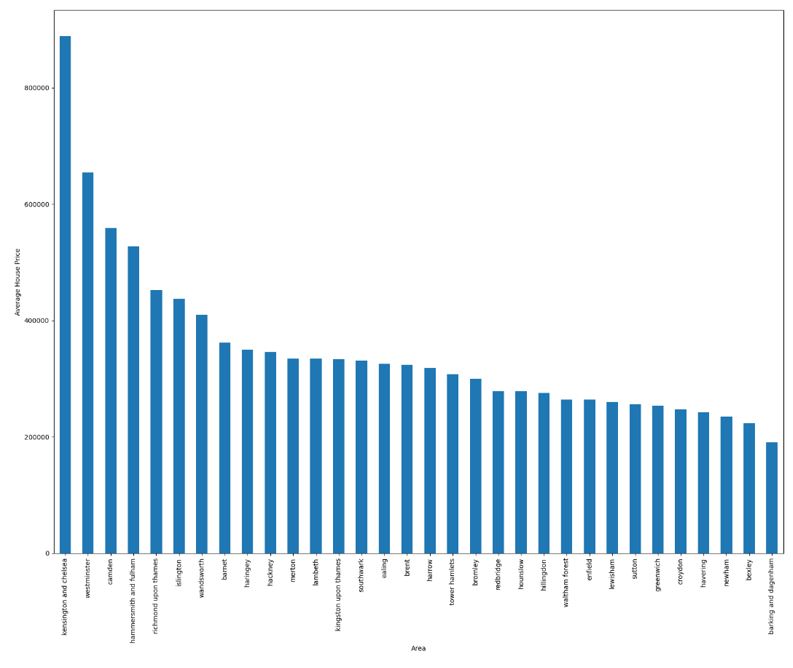 800000
600000
400000
200000
0
Average House Price
kensington and chelsea
westminster
camden
hammersmith and fulham
richmond upon thames
islington
wandsworth
barnet
haringey
hackney
merton
lambeth
kingston upon thames
southwark
ealing
brent
harrow
tower hamlets
bromley
redbridge
hounslow
hillingdon
waltham forest
enfield
lewisham
sutton
greenwich
croydon
havering
newham
bexley
barking and dagenham
Area